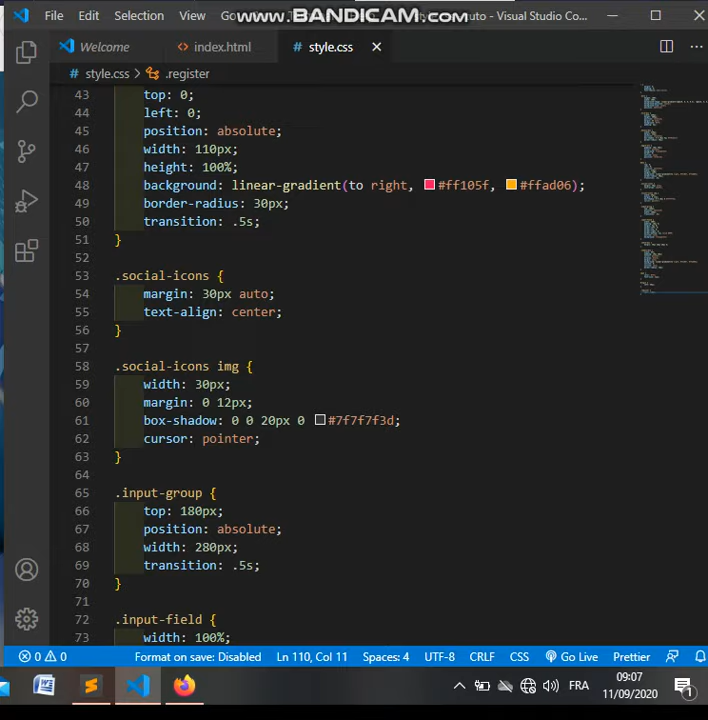 File Edit Selection View Go www.BANDICAM.com uto - Visual Studio Co...
Welcome index.html # style.css
# style.css > .register
43 top: 0;
44 left: 0;
45 position: absolute;
46 width: 110px;
47 height: 100%;
48 background: linear-gradient(to right, #ff105f, #ffad06);
49 border-radius: 30px;
50 transition: .5s;
51 }
52
53 .social-icons {
54 margin: 30px auto;
55 text-align: center;
56 }
57
58 .social-icons img {
59 width: 30px;
60 margin: 0 12px;
61 box-shadow: 0 0 20px 0 #7f7f7f3d;
62 cursor: pointer;
63 }
64
65 .input-group {
66 top: 180px;
67 position: absolute;
68 width: 280px;
69 transition: .5s;
70 }
71
72 .input-field {
73 width: 100%;
0 0 Format on save: Disabled Ln 110, Col 11 Spaces: 4 UTF-8 CRLF CSS Go Live Prettier
FRA 09:07
11/09/2020 1